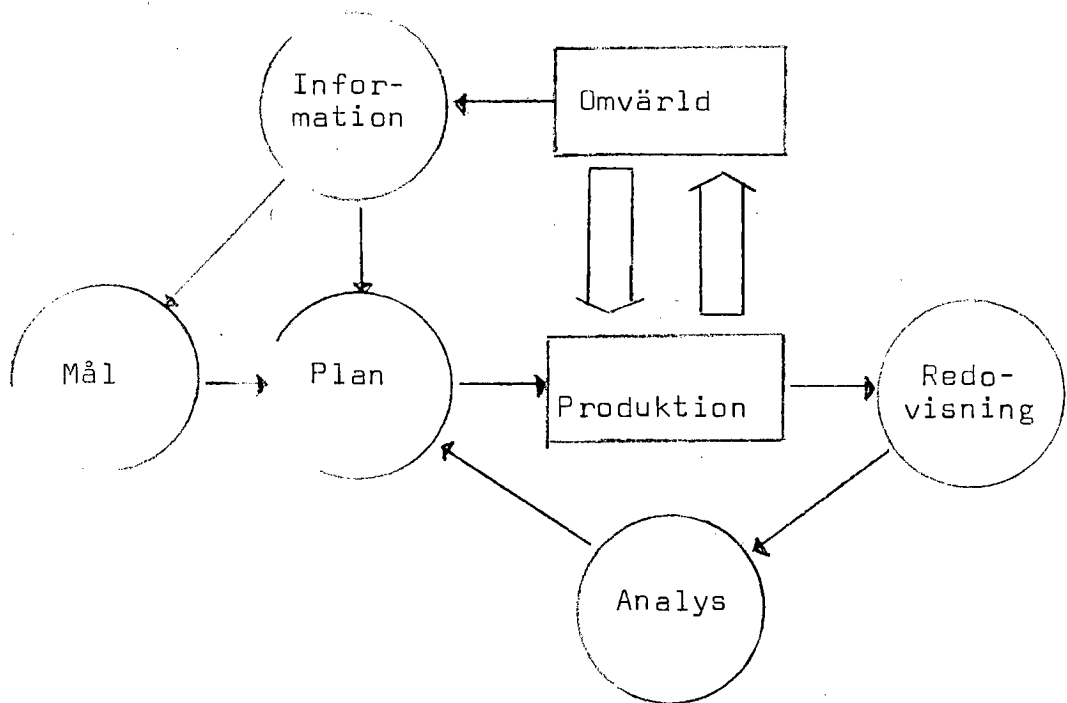 Infor-
mation
Omvärld
Mål
Plan
Produktion
Redo-
visning
Analys